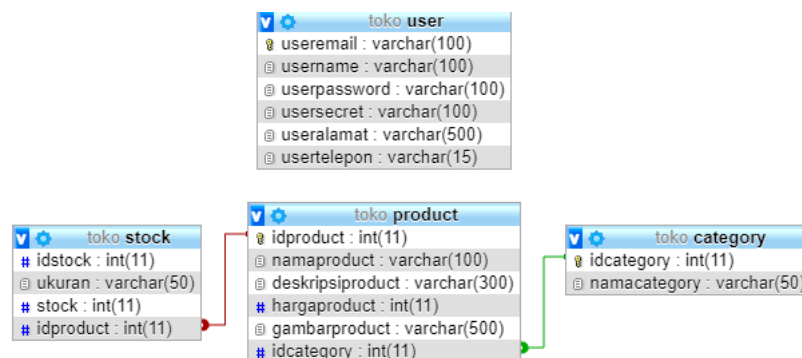 toko user
useremail : varchar(100)
username : varchar(100)
userpassword : varchar(100)
usersecret : varchar(100)
useralamat : varchar(500)
usertelepon : varchar(15)
toko stock
# idstock : int(11)
ukuran : varchar(50)
# stock : int(11)
# idproduct : int(11)
toko product
idproduct : int(11)
namaproduct : varchar(100)
deskripsiproduct : varchar(300)
# hargaproduct : int(11)
gambarproduct : varchar(500)
# idcategory : int(11)
toko category
idcategory : int(11)
namacategory : varchar(50)